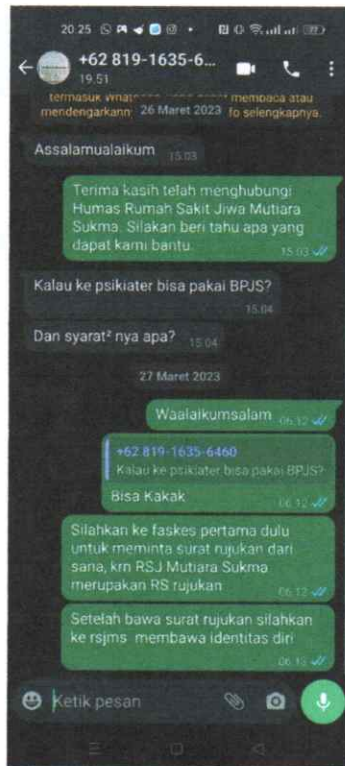 20 25
77
+62 819-1635-6...
19.51
termasuk membaca atau
mendengarkann 26 Maret 2023 fo selengkapnya.
Assalamualaikum 15.03
Terima kasih telah menghubungi
Humas Rumah Sakit Jiwa Mutiara
Sukma. Silakan beri tahu apa yang
dapat kami bantu. 15.03
Kalau ke psikiater bisa pakai BPJS?
15.04
Dan syarat² nya apa? 15.04
27 Maret 2023
Waalaikumsalam 06.12
+62 819-1635-6460
Kalau ke psikiater bisa pakai BPJS?
Bisa Kakak 06.12
Silahkan ke faskes pertama dulu
untuk meminta surat rujukan dari
sana, krn RSJ Mutiara Sukma
merupakan RS rujukan 06.12
Setelah bawa surat rujukan silahkan
ke rsjms membawa identitas diri
06.13
Ketik pesan